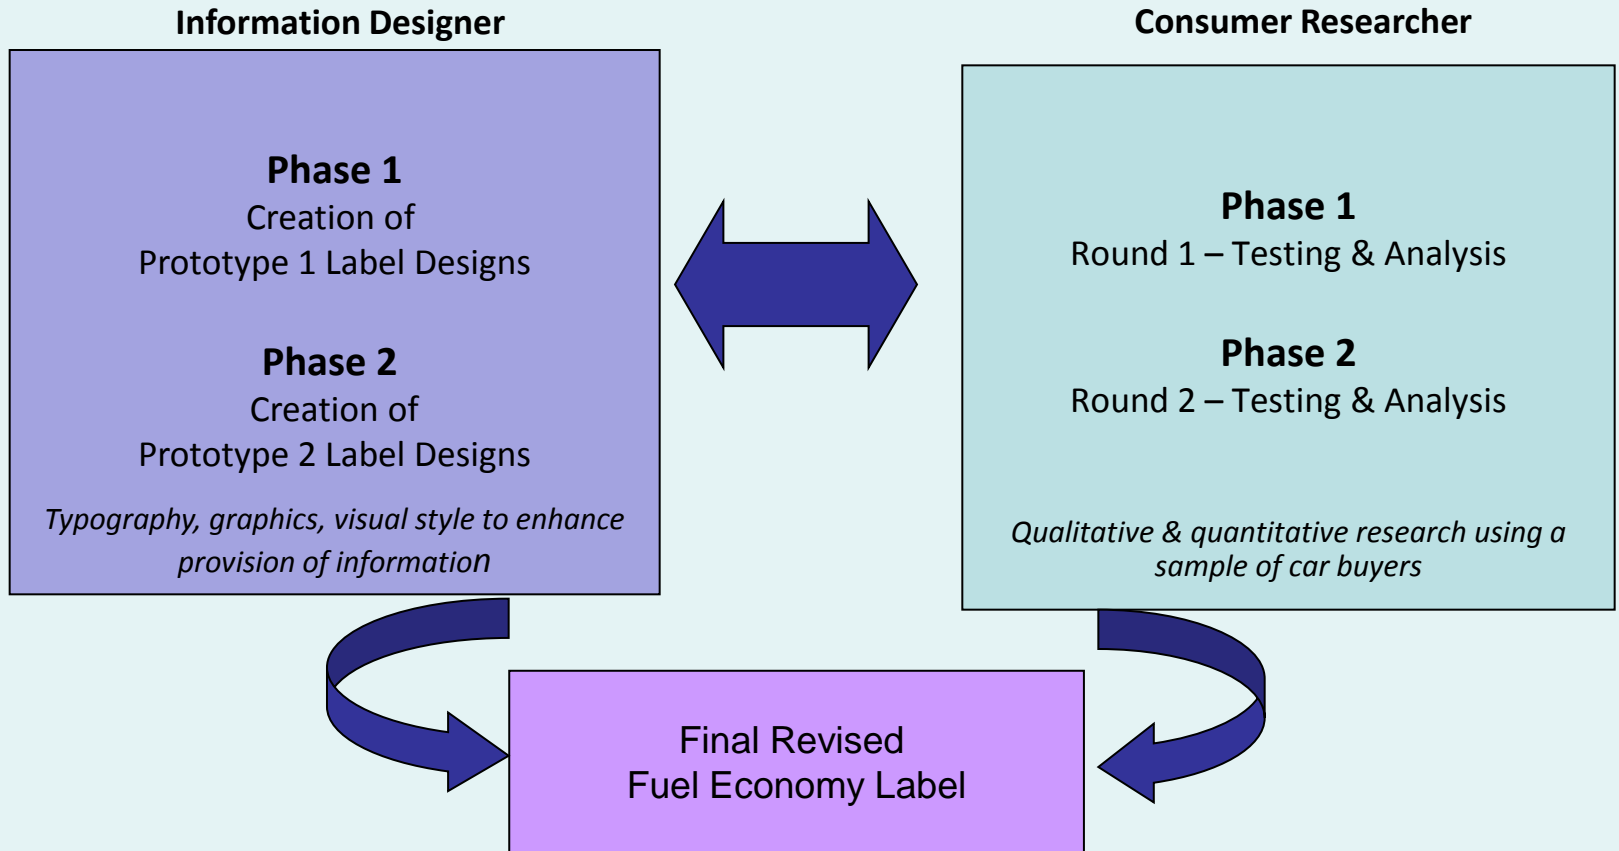 Information Designer
Phase 1
Creation of
Prototype 1 Label Designs
Phase 2
Creation of
Prototype 2 Label Designs
Typography, graphics, visual style to enhance
provision of information
Consumer Researcher
Phase 1
Round 1 – Testing & Analysis
Phase 2
Round 2 – Testing & Analysis
Qualitative & quantitative research using a
sample of car buyers
Final Revised
Fuel Economy Label